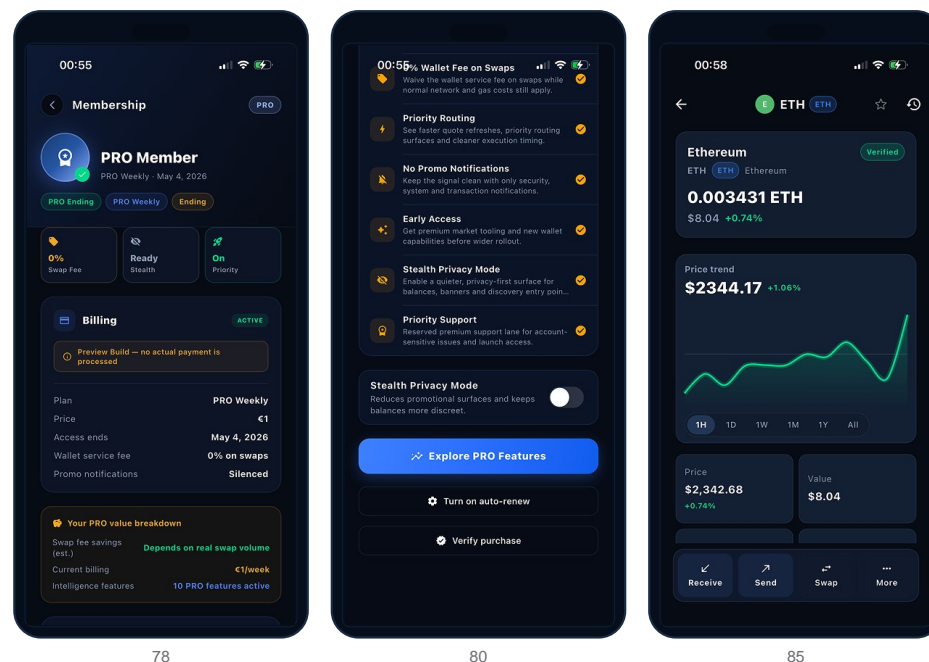 00:55
Membership
PRO
PRO Member
PRO Weekly · May 4, 2026
PRO Ending
PRO Weekly
Ending
0%
Swap Fee
Ready
Stealth
On
Priority
Billing
ACTIVE
Preview Build — no actual payment is
processed
Plan PRO Weekly
Price €1
Access ends May 4, 2026
Wallet service fee 0% on swaps
Promo notifications Silenced
Your PRO value breakdown
Swap fee savings
(est.) Depends on real swap volume
Current billing €1/week
Intelligence features 10 PRO features active
78
00:55
% Wallet Fee on Swaps
Waive the wallet service fee on swaps while
normal network and gas costs still apply.
Priority Routing
See faster quote refreshes, priority routing
surfaces and cleaner execution timing.
No Promo Notifications
Keep the signal clean with only security,
system and transaction notifications.
Early Access
Get premium market tooling and new wallet
capabilities before wider rollout.
Stealth Privacy Mode
Enable a quieter, privacy-first surface for
balances, banners and discovery entry poin...
Priority Support
Reserved premium support lane for account-
sensitive issues and launch access.
Stealth Privacy Mode
Reduces promotional surfaces and keeps
balances more discreet.
Explore PRO Features
Turn on auto-renew
Verify purchase
80
00:58
E ETH ETH
Ethereum
Verified
ETH ETH Ethereum
0.003431 ETH
$8.04 +0.74%
Price trend
$2344.17 +1.06%
1H 1D 1W 1M 1Y All
Price
$2,342.68
+0.74%
Value
$8.04
Receive
Send
Swap
More
85